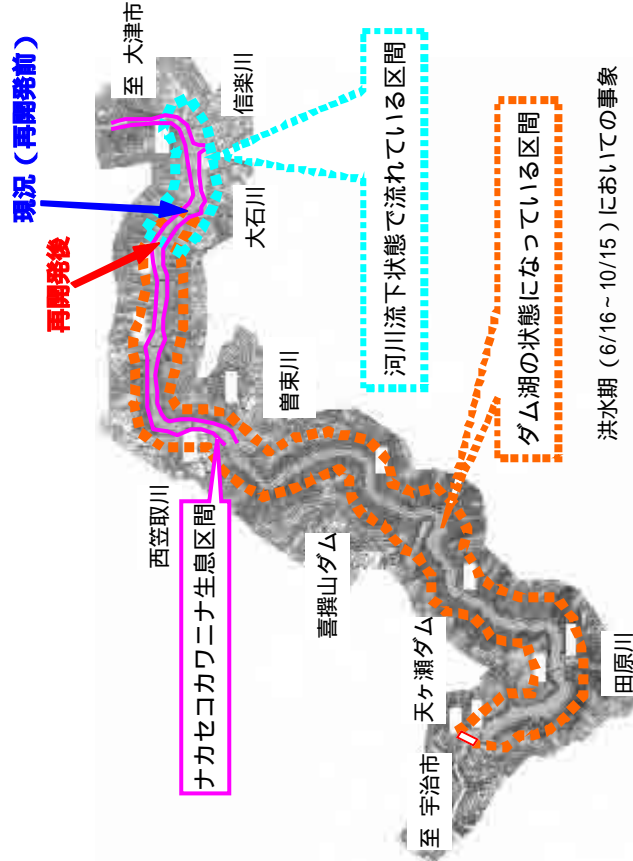 現況（再開発前）
再開発後
至 大津市
信楽川
大石川
河川流下状態で流れている区間
曽束川
西笠取川
ナカセコカワニナ生息区間
喜撰山ダム
ダム湖の状態になっている区間
天ヶ瀬ダム
田原川
至 宇治市
洪水期（6/16～10/15）においての事象